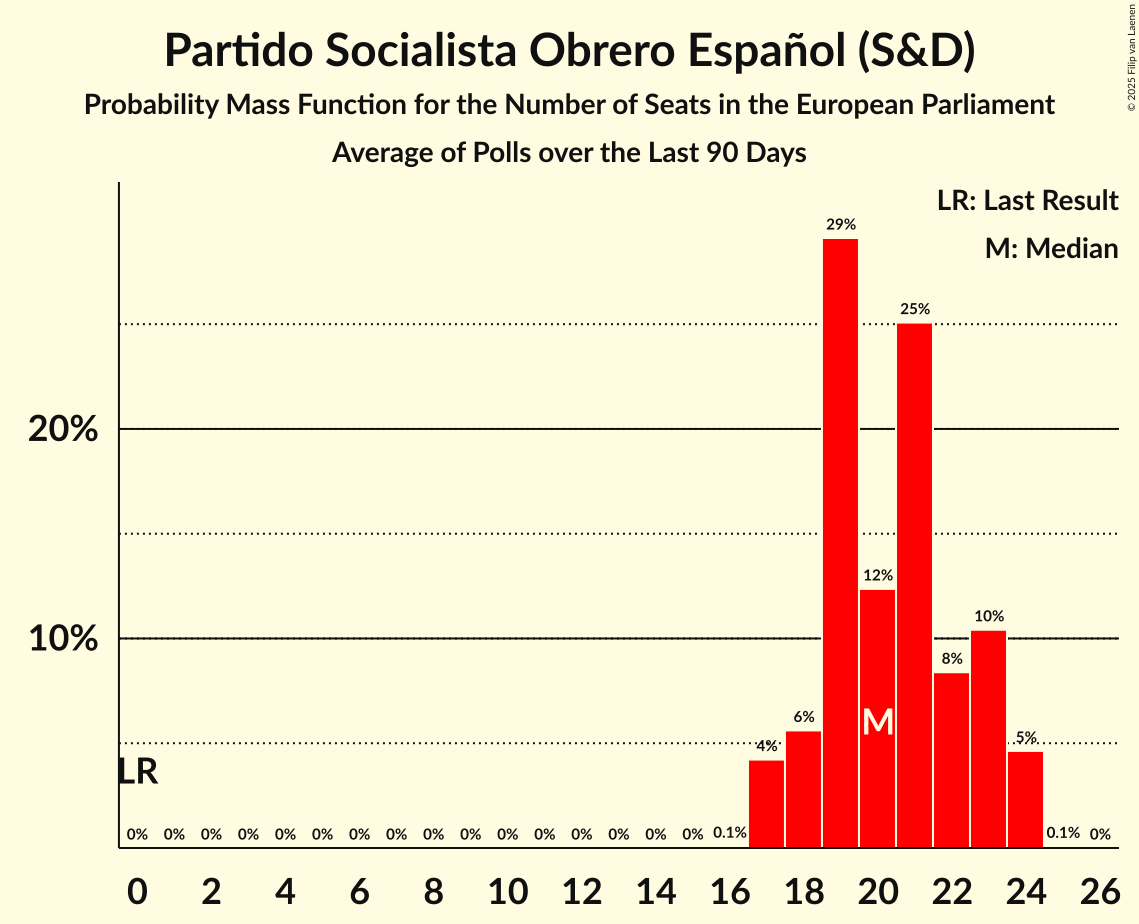 Partido Socialista Obrero Español (S&D)
Probability Mass Function for the Number of Seats in the European Parliament
Average of Polls over the Last 90 Days
© 2025 Filip van Laenen
LR: Last Result
M: Median
29%
25%
20%
12%
10%
10%
8%
6%
4%
5%
M
LR
0% 0% 0% 0% 0% 0% 0% 0% 0% 0% 0% 0% 0% 0% 0% 0% 0.1% 0.1% 0%
0 2 4 6 8 10 12 14 16 18 20 22 24 26